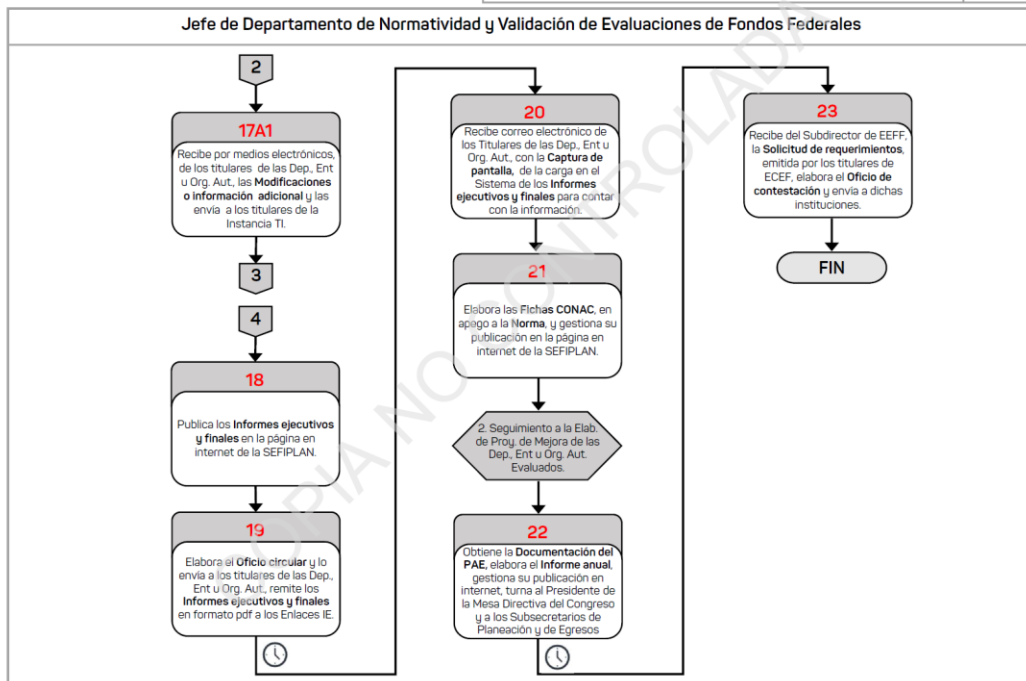 Jefe de Departamento de Normatividad y Validación de Evaluaciones de Fondos Federales
2
17A1
Recibe por medios electrónicos,
de los titulares de las Dep., Ent
u Org. Aut., las Modificaciones
o información adicional y las
envía a los titulares de la
Instancia TI.
3
4
18
Publica los Informes ejecutivos
y finales en la página en
internet de la SEFIPLAN.
19
Elabora el Oficio circular y lo
envía a los titulares de las Dep.,
Ent u Org. Aut., remite los
Informes ejecutivos y finales
en formato pdf a los Enlaces IE.
20
Recibe correo electrónico de
los Titulares de las Dep., Ent u
Org. Aut., con la Captura de
pantalla, de la carga en el
Sistema de los Informes
ejecutivos y finales para contar
con la información.
21
Elabora las Fichas CONAC, en
apego a la Norma, y gestiona su
publicación en la página en
internet de la SEFIPLAN.
2. Seguimiento a la Elab.
de Proy. de Mejora de las
Dep., Ent u Org. Aut.
Evaluados.
22
Obtiene la Documentación del
PAE, elabora el Informe anual,
gestiona su publicación en
internet, turna al Presidente de
la Mesa Directiva del Congreso
y a los Subsecretarios de
Planeación y de Egresos
23
Recibe del Subdirector de EEFF,
la Solicitud de requerimientos,
emitida por los titulares de
ECEF, elabora el Oficio de
contestación y envía a dichas
instituciones.
FIN
COPIA NO CONTROLADA